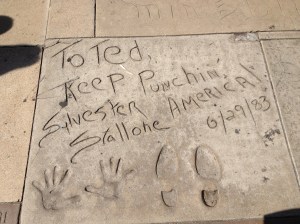 To Ted,
Keep Punchin'
AMERICA!
Sylvester
Stallone
6/29/83